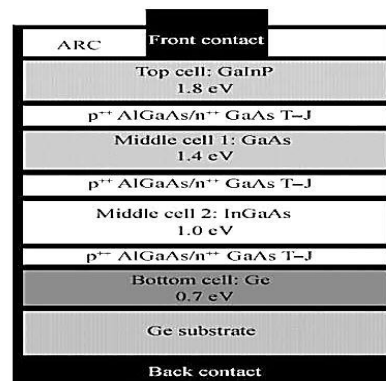 Front contact
ARC
Top cell: GaInP
1.8 eV
p⁺⁺ AlGaAs/n⁺⁺ GaAs T–J
Middle cell 1: GaAs
1.4 eV
p⁺⁺ AlGaAs/n⁺⁺ GaAs T–J
Middle cell 2: InGaAs
1.0 eV
p⁺⁺ AlGaAs/n⁺⁺ GaAs T–J
Bottom cell: Ge
0.7 eV
Ge substrate
Back contact